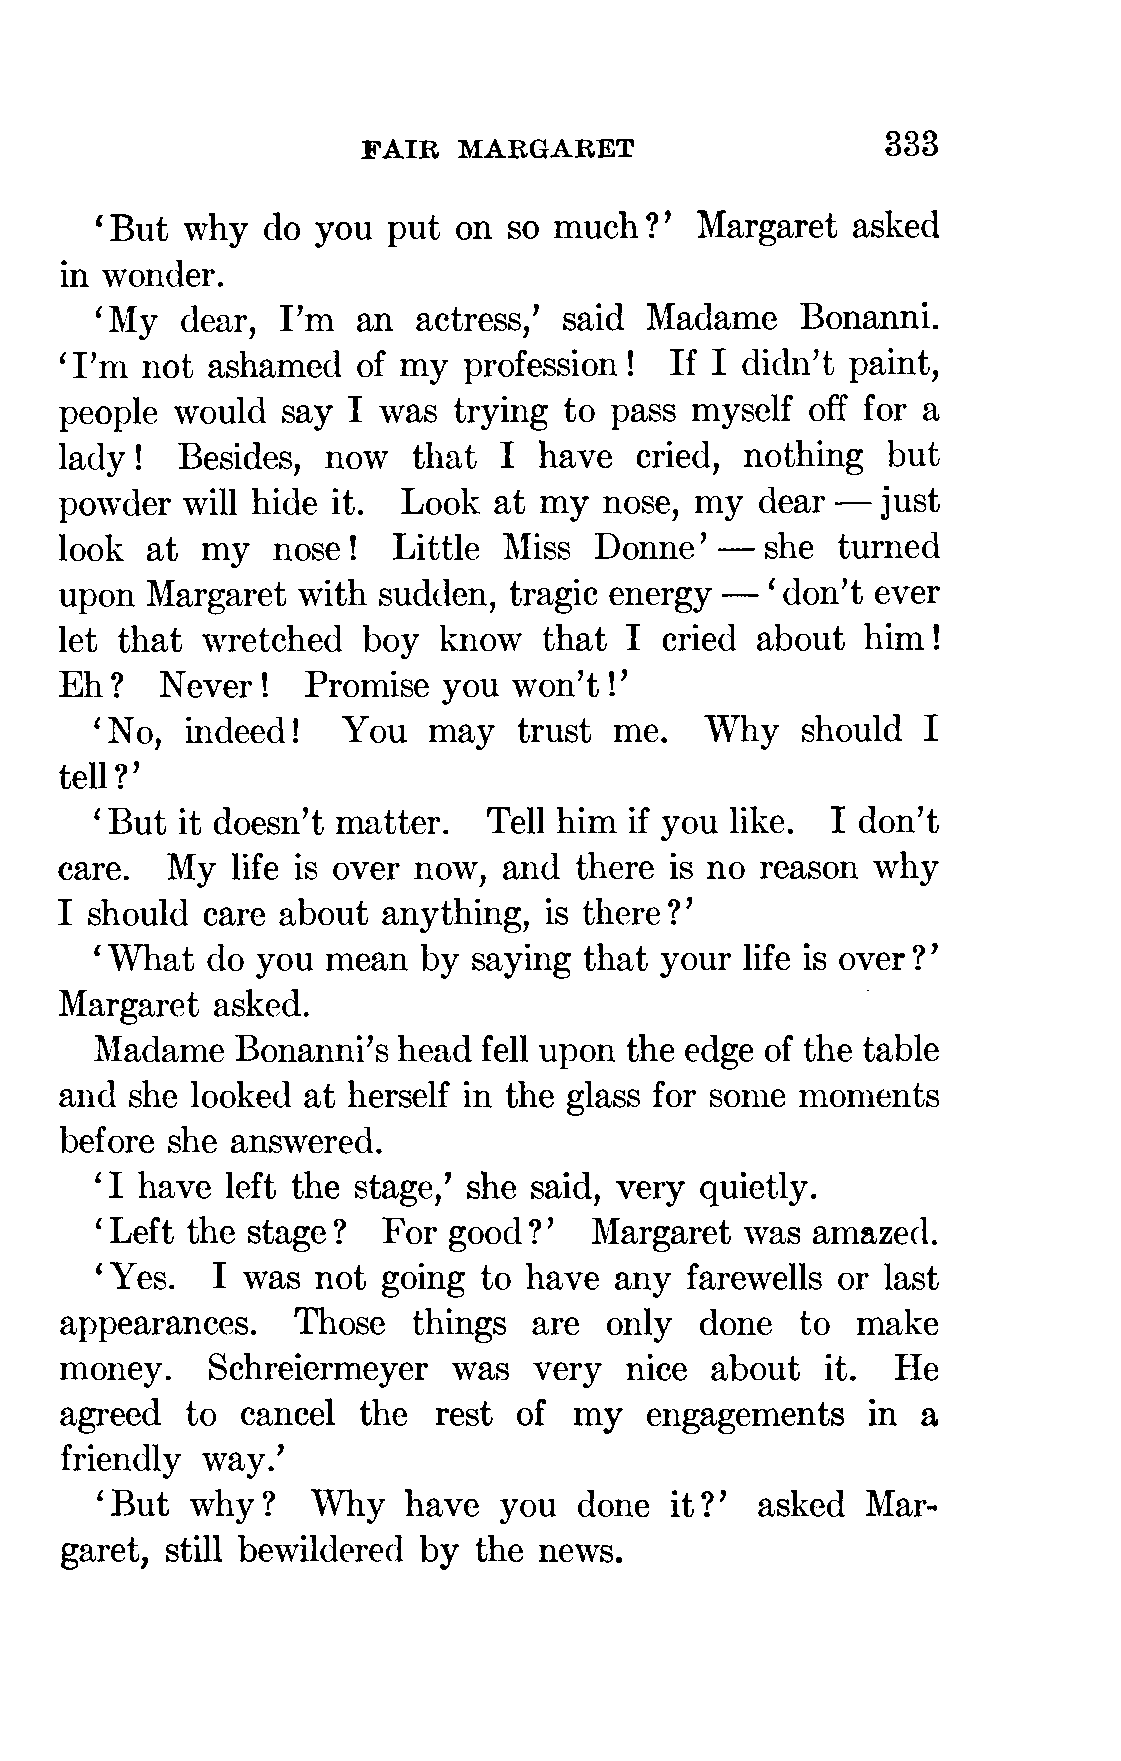 FAIR MARGARET 333
‘But why do you put on so much?’ Margaret asked
in wonder.
‘My dear, I’m an actress,’ said Madame Bonanni.
‘I’m not ashamed of my profession! If I didn’t paint,
people would say I was trying to pass myself off for a
lady! Besides, now that I have cried, nothing but
powder will hide it. Look at my nose, my dear — just
look at my nose! Little Miss Donne’ — she turned
upon Margaret with sudden, tragic energy — ‘don’t ever
let that wretched boy know that I cried about him!
Eh? Never! Promise you won’t!’
‘No, indeed! You may trust me. Why should I
tell?’
‘But it doesn’t matter. Tell him if you like. I don’t
care. My life is over now, and there is no reason why
I should care about anything, is there?’
‘What do you mean by saying that your life is over?’
Margaret asked.
Madame Bonanni’s head fell upon the edge of the table
and she looked at herself in the glass for some moments
before she answered.
‘I have left the stage,’ she said, very quietly.
‘Left the stage? For good?’ Margaret was amazed.
‘Yes. I was not going to have any farewells or last
appearances. Those things are only done to make
money. Schreiermeyer was very nice about it. He
agreed to cancel the rest of my engagements in a
friendly way.’
‘But why? Why have you done it?’ asked Mar-
garet, still bewildered by the news.